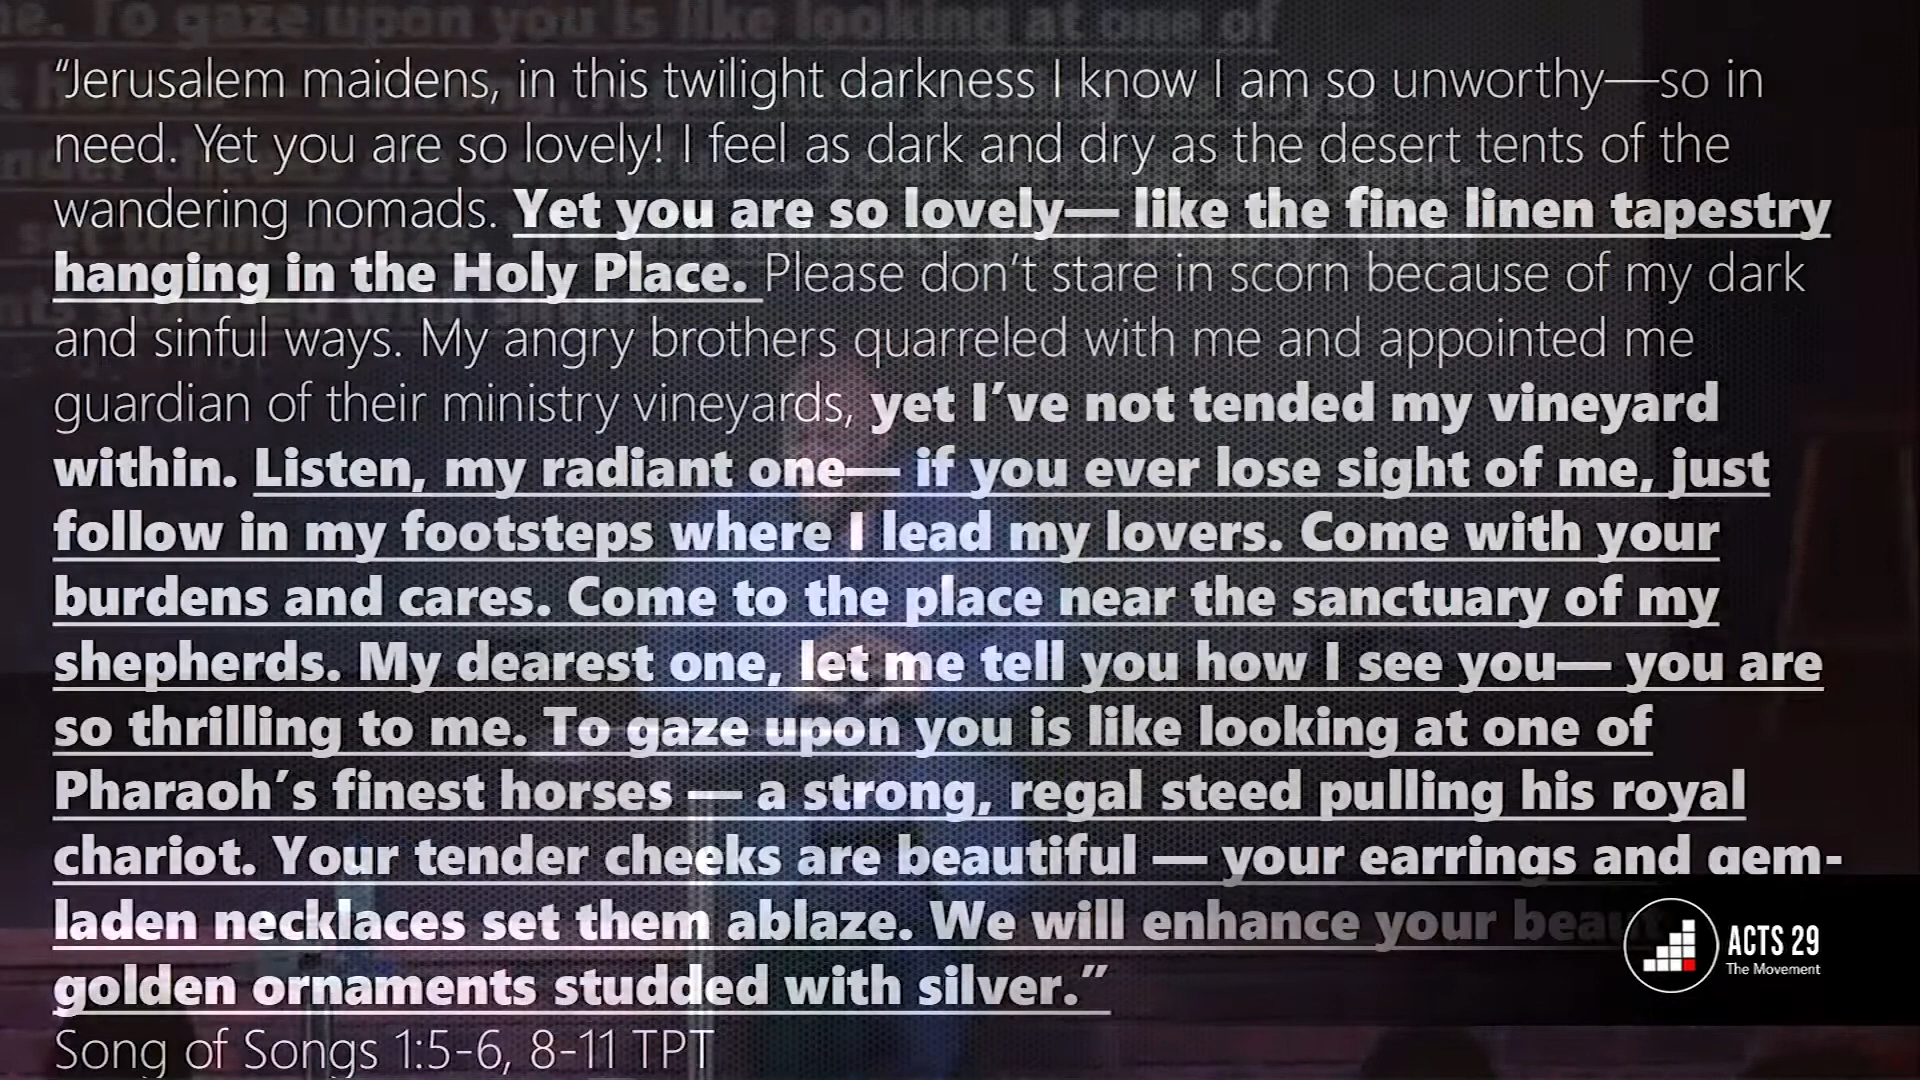 “Jerusalem maidens, in this twilight darkness I know I am so unworthy—so in
need. Yet you are so lovely! I feel as dark and dry as the desert tents of the
wandering nomads. Yet you are so lovely— like the fine linen tapestry
hanging in the Holy Place. Please don’t stare in scorn because of my dark
and sinful ways. My angry brothers quarreled with me and appointed me
guardian of their ministry vineyards, yet I’ve not tended my vineyard
within. Listen, my radiant one— if you ever lose sight of me, just
follow in my footsteps where I lead my lovers. Come with your
burdens and cares. Come to the place near the sanctuary of my
shepherds. My dearest one, let me tell you how I see you— you are
so thrilling to me. To gaze upon you is like looking at one of
Pharaoh’s finest horses — a strong, regal steed pulling his royal
chariot. Your tender cheeks are beautiful — your earrings and gem-
laden necklaces set them ablaze. We will enhance your
golden ornaments studded with silver.”
Song of Songs 1:5-6, 8-11 TPT
ACTS 29
The Movement